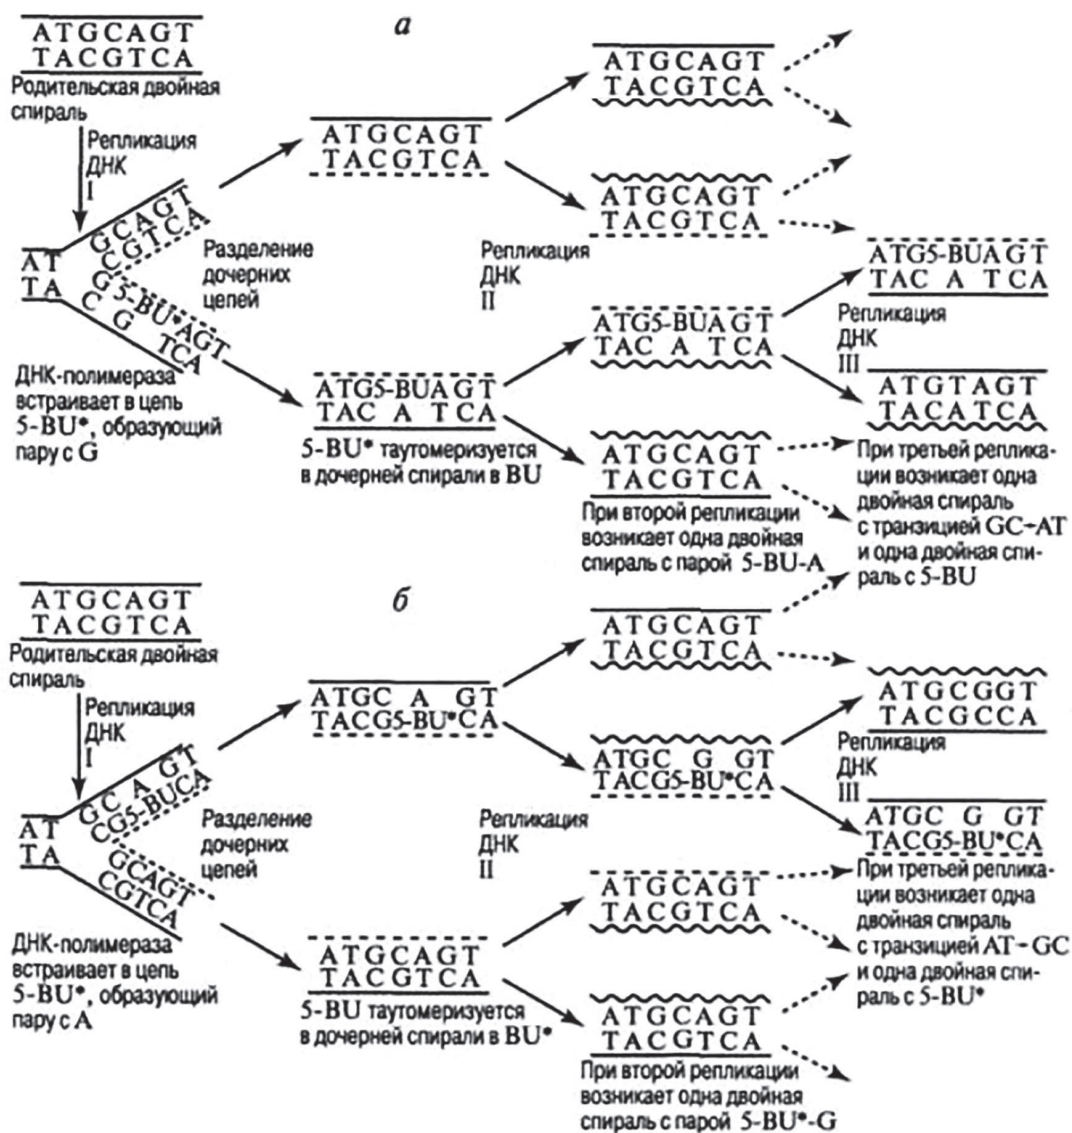 а
ATGCAGT
TACGTCA
Родительская двойная
спираль
Репликация
ДНК
I
AT
TA
GCAGT
CGTCA
G 5-BU*AGT
C G TCA
Разделение
дочерних
цепей
ДНК-полимераза
встраивает в цепь
5-BU*, образующий
пару с G
ATGCAGT
TACGTCA
ATG5-BUAGT
TAC A TCA
5-BU* таутомеризуется
в дочерней спирали в BU
Репликация
ДНК
II
ATGCAGT
TACGTCA
ATGCAGT
TACGTCA
ATG5-BUAGT
TAC A TCA
ATGCAGT
TACGTCA
При второй репликации
возникает одна двойная
спираль с парой 5-BU-A
ATG5-BUAGT
TAC A TCA
Репликация
ДНК
III
ATGTAGT
TACATCA
При третьей реплика-
ции возникает одна
двойная спираль
с транзицией GC-AT
и одна двойная спи-
раль с 5-BU
б
ATGCAGT
TACGTCA
Родительская двойная
спираль
Репликация
ДНК
I
AT
TA
GC A GT
CG5-BUCA
GCAGT
CGTCA
Разделение
дочерних
цепей
ДНК-полимераза
встраивает в цепь
5-BU*, образующий
пару с A
ATGC A GT
TACG5-BU*CA
ATGCAGT
TACGTCA
5-BU таутомеризуется
в дочерней спирали в BU*
Репликация
ДНК
II
ATGCAGT
TACGTCA
ATGC G GT
TACG5-BU*CA
ATGCAGT
TACGTCA
ATGCAGT
TACGTCA
При второй репликации
возникает одна двойная
спираль с парой 5-BU*-G
ATGCGGT
TACGCCA
Репликация
ДНК
III
ATGC G GT
TACG5-BU*CA
При третьей реплика-
ции возникает одна
двойная спираль
с транзицией AT-GC
и одна двойная спи-
раль с 5-BU*